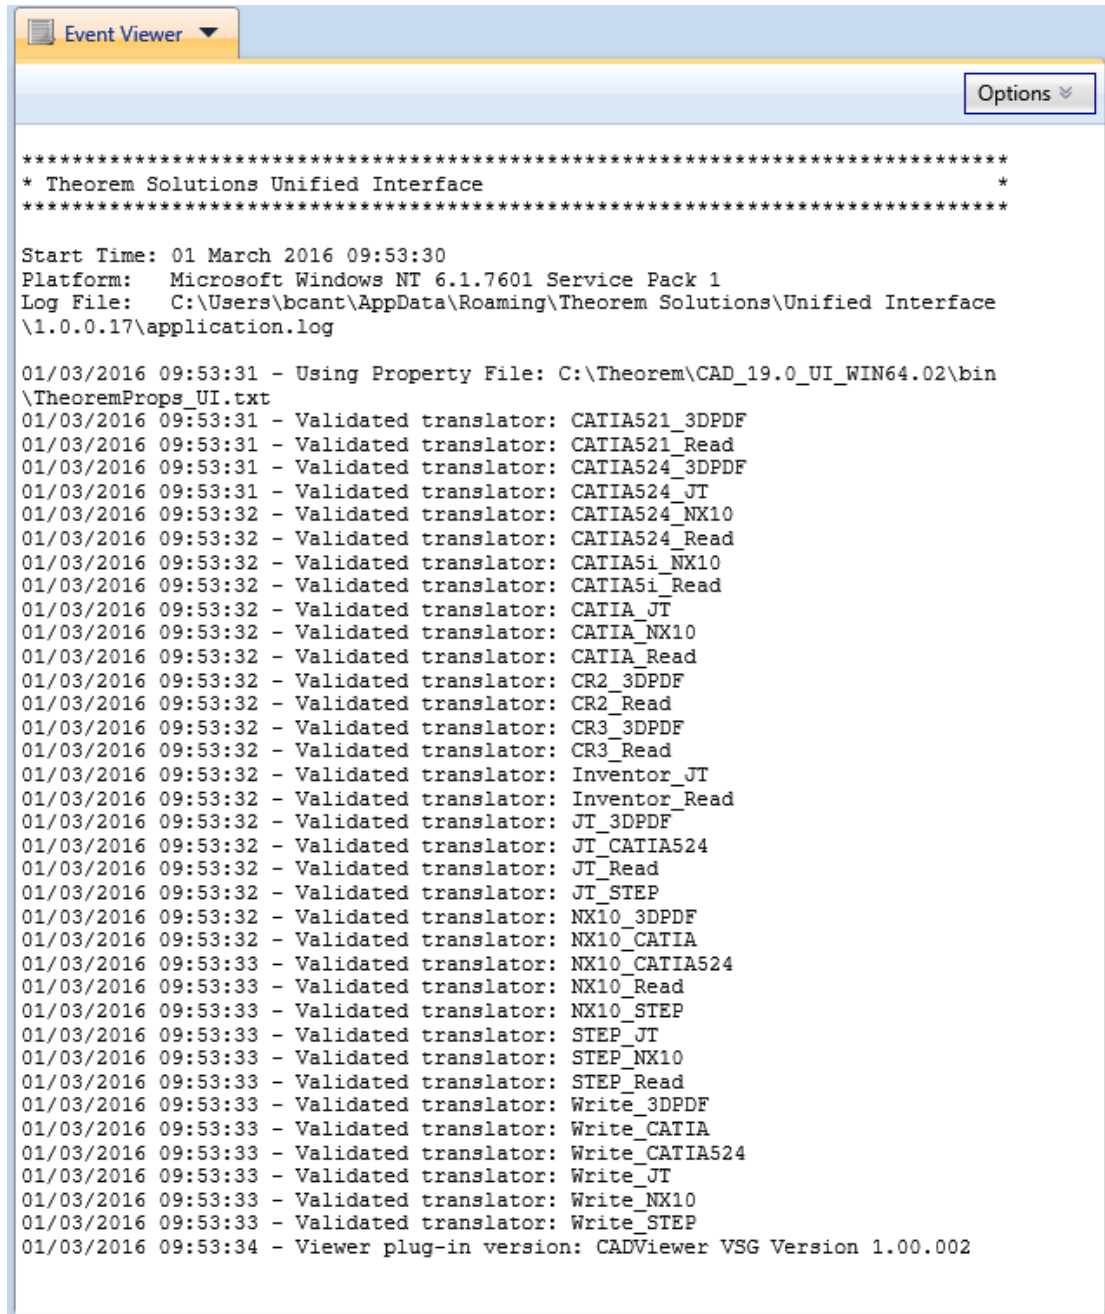 Event Viewer
Options
*******************************************************************************
* Theorem Solutions Unified Interface *
*******************************************************************************
Start Time: 01 March 2016 09:53:30
Platform: Microsoft Windows NT 6.1.7601 Service Pack 1
Log File: C:\Users\bcant\AppData\Roaming\Theorem Solutions\Unified Interface
\1.0.0.17\application.log
01/03/2016 09:53:31 - Using Property File: C:\Theorem\CAD_19.0_UI_WIN64.02\bin
\TheoremProps_UI.txt
01/03/2016 09:53:31 - Validated translator: CATIA521_3DPDF
01/03/2016 09:53:31 - Validated translator: CATIA521_Read
01/03/2016 09:53:31 - Validated translator: CATIA524_3DPDF
01/03/2016 09:53:31 - Validated translator: CATIA524_JT
01/03/2016 09:53:32 - Validated translator: CATIA524_NX10
01/03/2016 09:53:32 - Validated translator: CATIA524_Read
01/03/2016 09:53:32 - Validated translator: CATIA5i_NX10
01/03/2016 09:53:32 - Validated translator: CATIA5i_Read
01/03/2016 09:53:32 - Validated translator: CATIA_JT
01/03/2016 09:53:32 - Validated translator: CATIA_NX10
01/03/2016 09:53:32 - Validated translator: CATIA_Read
01/03/2016 09:53:32 - Validated translator: CR2_3DPDF
01/03/2016 09:53:32 - Validated translator: CR2_Read
01/03/2016 09:53:32 - Validated translator: CR3_3DPDF
01/03/2016 09:53:32 - Validated translator: CR3_Read
01/03/2016 09:53:32 - Validated translator: Inventor_JT
01/03/2016 09:53:32 - Validated translator: Inventor_Read
01/03/2016 09:53:32 - Validated translator: JT_3DPDF
01/03/2016 09:53:32 - Validated translator: JT_CATIA524
01/03/2016 09:53:32 - Validated translator: JT_Read
01/03/2016 09:53:32 - Validated translator: JT_STEP
01/03/2016 09:53:32 - Validated translator: NX10_3DPDF
01/03/2016 09:53:32 - Validated translator: NX10_CATIA
01/03/2016 09:53:33 - Validated translator: NX10_CATIA524
01/03/2016 09:53:33 - Validated translator: NX10_Read
01/03/2016 09:53:33 - Validated translator: NX10_STEP
01/03/2016 09:53:33 - Validated translator: STEP_JT
01/03/2016 09:53:33 - Validated translator: STEP_NX10
01/03/2016 09:53:33 - Validated translator: STEP_Read
01/03/2016 09:53:33 - Validated translator: Write_3DPDF
01/03/2016 09:53:33 - Validated translator: Write_CATIA
01/03/2016 09:53:33 - Validated translator: Write_CATIA524
01/03/2016 09:53:33 - Validated translator: Write_JT
01/03/2016 09:53:33 - Validated translator: Write_NX10
01/03/2016 09:53:33 - Validated translator: Write_STEP
01/03/2016 09:53:34 - Viewer plug-in version: CADViewer VSG Version 1.00.002